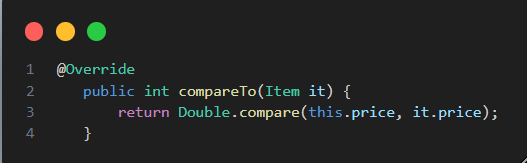 1 @Override
2 public int compareTo(Item it) {
3 return Double.compare(this.price, it.price);
4 }